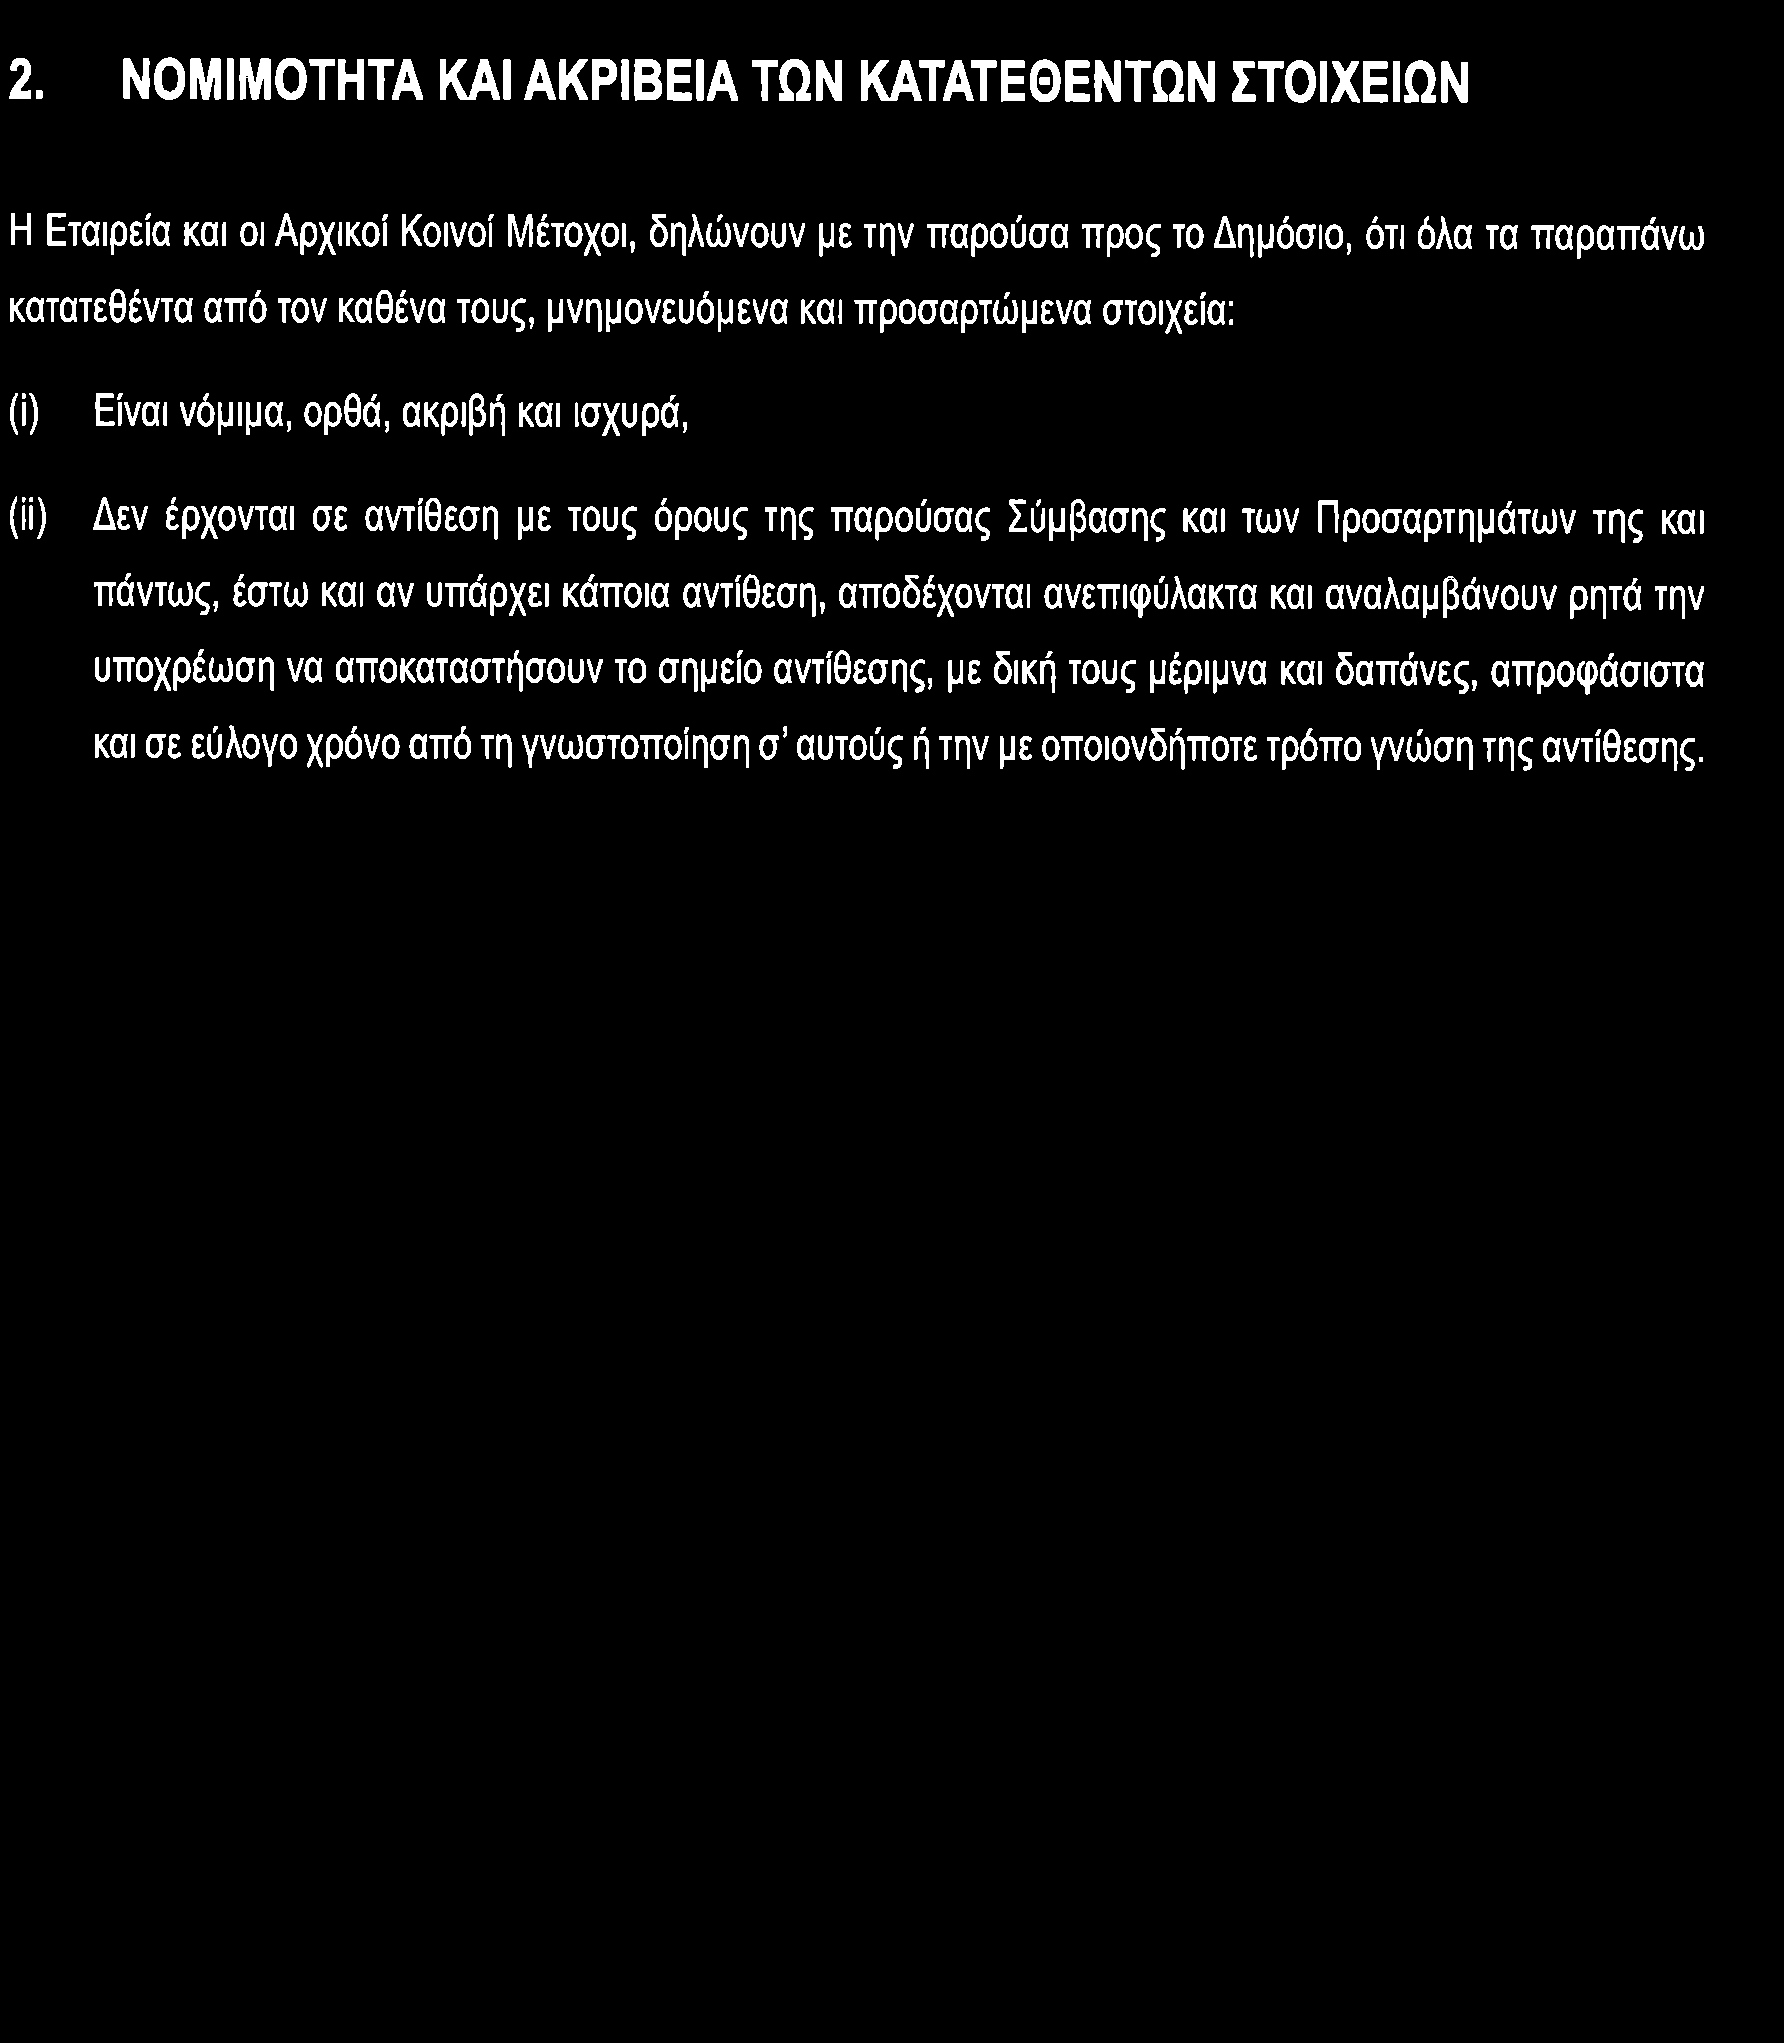 2. ΝΟΜΙΜΟΤΗΤΑ ΚΑΙ ΑΚΡΙΒΕΙΑ ΤΩΝ ΚΑΤΑΤΕΘΕΝΤΩΝ ΣΤΟΙΧΕΙΩΝ
Η Εταιρεία και οι Αρχικοί Κοινοί Μέτοχοι, δηλώνουν με την παρούσα προς το Δημόσιο, ότι όλα τα παραπάνω
κατατεθέντα από τον καθένα τους, μνημονευόμενα και προσαρτώμενα στοιχεία:
(i) Είναι νόμιμα, ορθά, ακριβή και ισχυρά,
(ii) Δεν έρχονται σε αντίθεση με τους όρους της παρούσας Σύμβασης και των Προσαρτημάτων της και
πάντως, έστω και αν υπάρχει κάποια αντίθεση, αποδέχονται ανεπιφύλακτα και αναλαμβάνουν ρητά την
υποχρέωση να αποκαταστήσουν το σημείο αντίθεσης, με δική τους μέριμνα και δαπάνες, απροφάσιστα
και σε εύλογο χρόνο από τη γνωστοποίηση σ’ αυτούς ή την με οποιονδήποτε τρόπο γνώση της αντίθεσης.